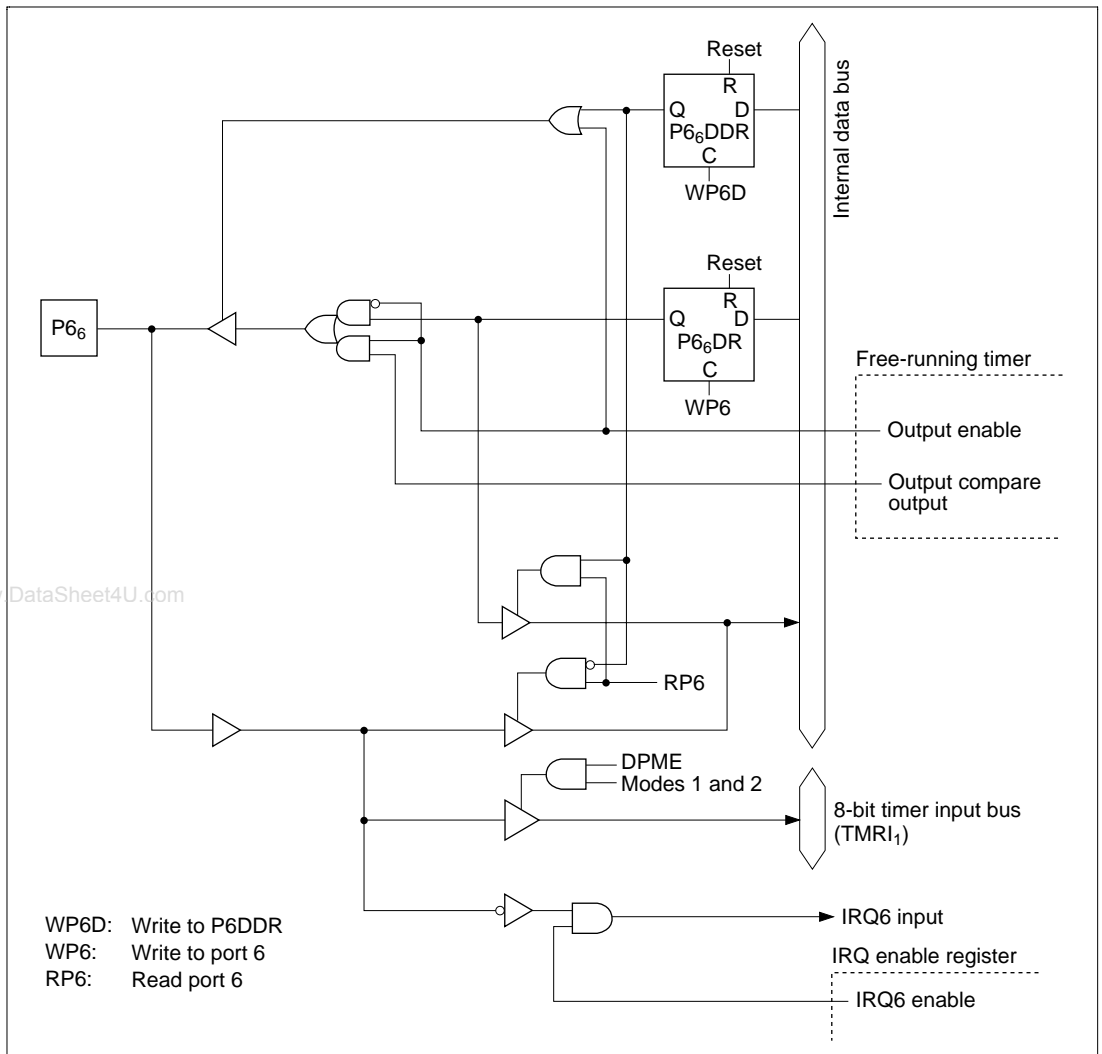 Reset
R
Q D
P6₆DDR
C
WP6D
Internal data bus
Reset
R
Q D
P6₆DR
C
WP6
P6₆
Free-running timer
Output enable
Output compare
output
w.DataSheet4U.com
RP6
DPME
Modes 1 and 2
8-bit timer input bus
(TMRI₁)
IRQ6 input
IRQ enable register
IRQ6 enable
WP6D: Write to P6DDR
WP6: Write to port 6
RP6: Read port 6